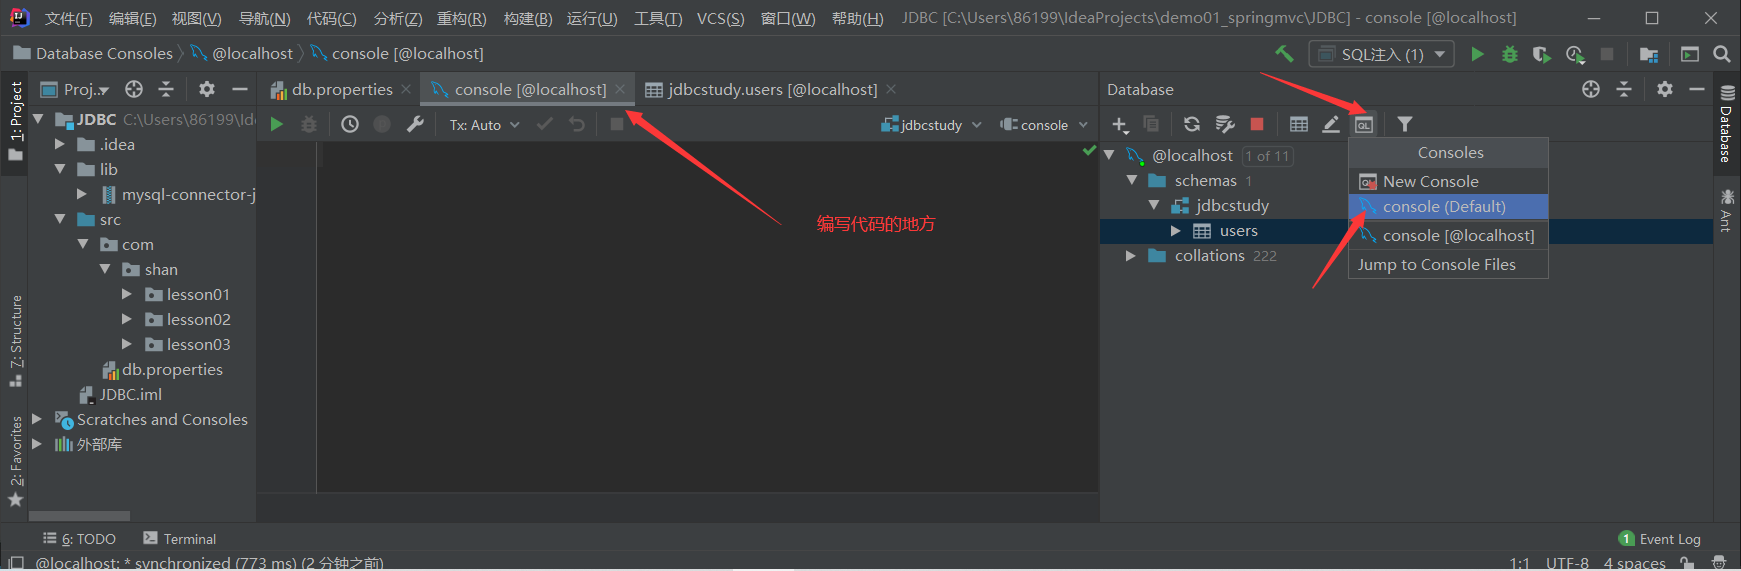 文件(F) 编辑(E) 视图(V) 导航(N) 代码(C) 分析(Z) 重构(R) 构建(B) 运行(U) 工具(T) VCS(S) 窗口(W) 帮助(H) JDBC [C:\Users\86199\IdeaProjects\demo01_springmvc\JDBC] - console [@localhost]
Database Consoles @localhost console [@localhost] SQL注入 (1)
1: Project
Proj..
db.properties
console [@localhost]
jdbcstudy.users [@localhost]
Database
Tx: Auto
jdbcstudy
console
JDBC C:\Users\86199\Id
.idea
lib
mysql-connector-j
src
com
shan
lesson01
lesson02
lesson03
db.properties
JDBC.iml
Scratches and Consoles
外部库
编写代码的地方
@localhost 1 of 11
schemas 1
jdbcstudy
users
collations 222
QL
Consoles
New Console
console (Default)
console [@localhost]
Jump to Console Files
Database
Ant
7: Structure
2: Favorites
6: TODO
Terminal
1 Event Log
@localhost: * synchronized (773 ms) (2 分钟之前)
1:1 UTF-8 4 spaces